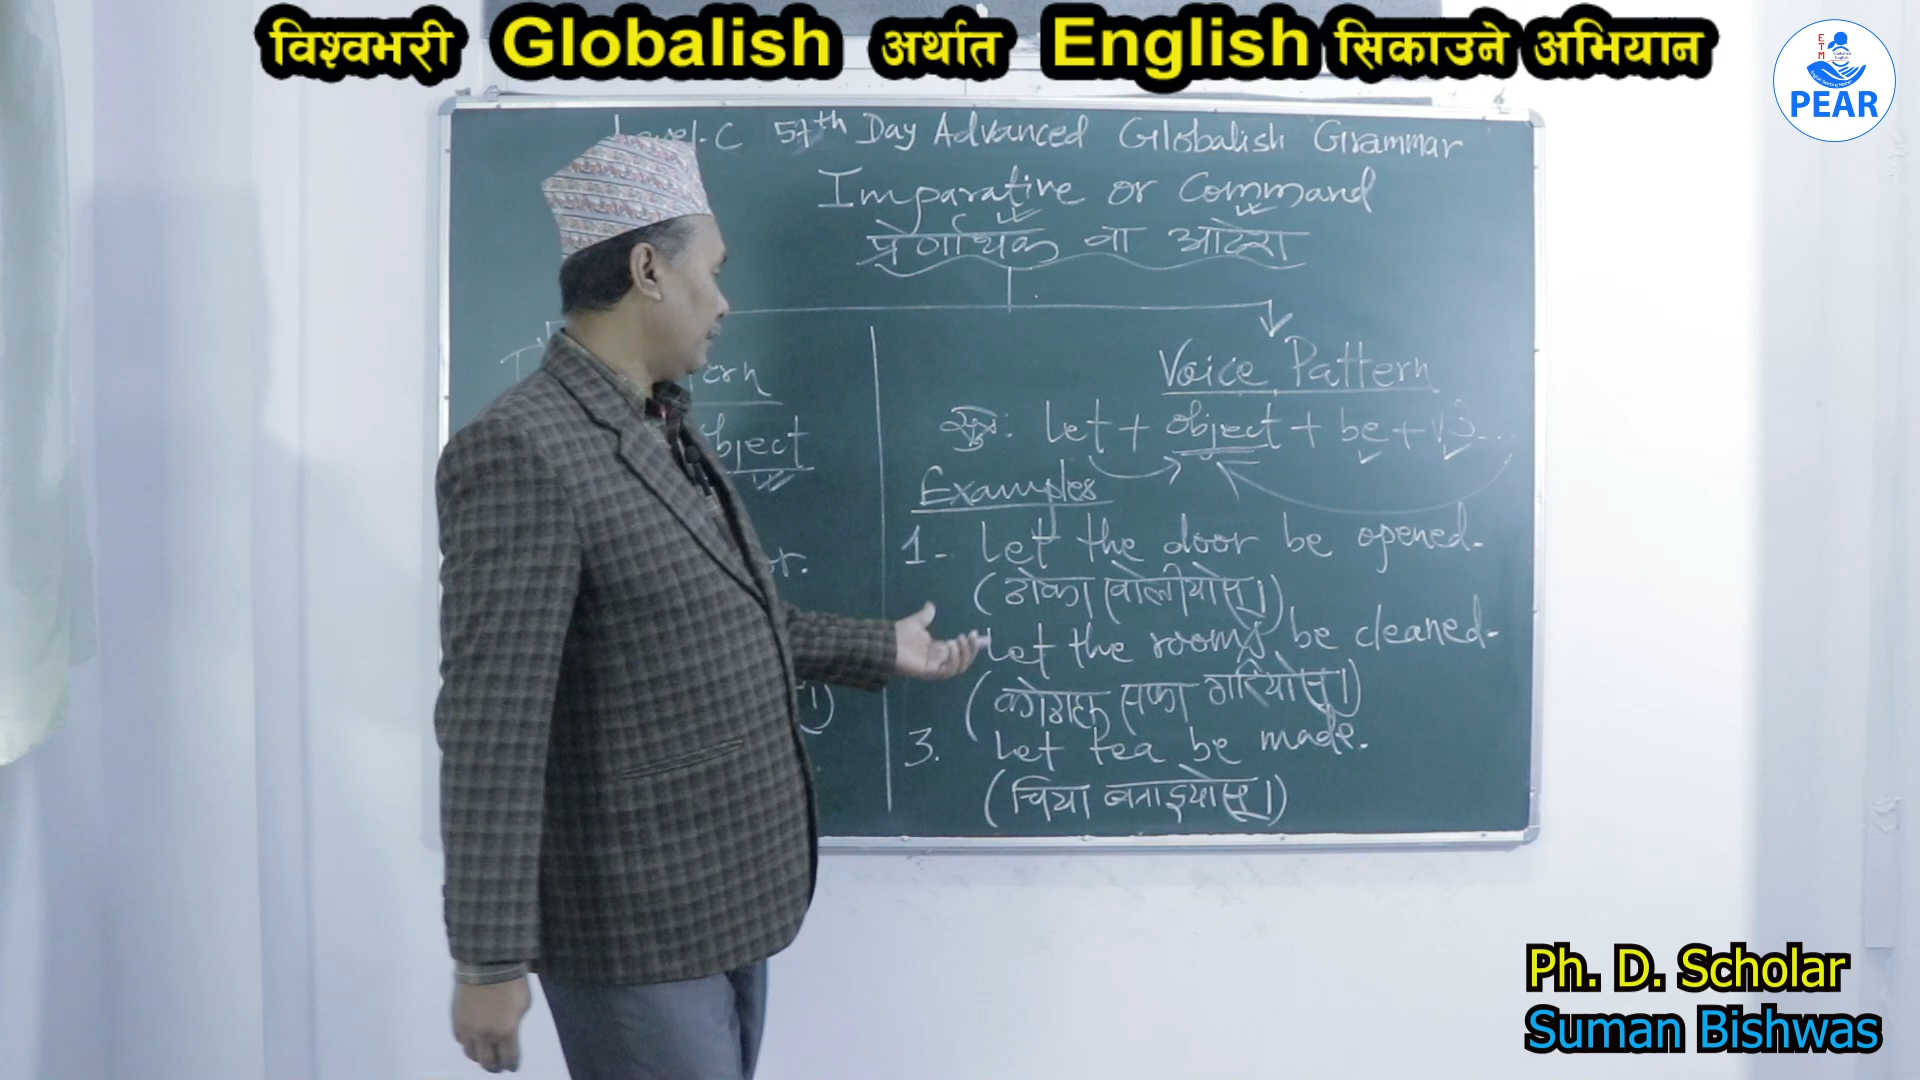 विश्वभरी Globalish अर्थात English सिकाउने अभियान
ETM
PEAR
Level-C 57th Day Advanced Globalish Grammar
Imparative or Command
प्रेर्णाथक वा आदेश
Object
Voice Pattern
सूत्र: Let + object + be + V3...
Examples
1- Let the door be opened.
(ढोका खोलीयोस् ।)
Let the rooms be cleaned.
(कोठाहरू सफा गरियोस् ।)
3. Let tea be made.
(चिया बनाइयोस् ।)
Ph. D. Scholar
Suman Bishwas